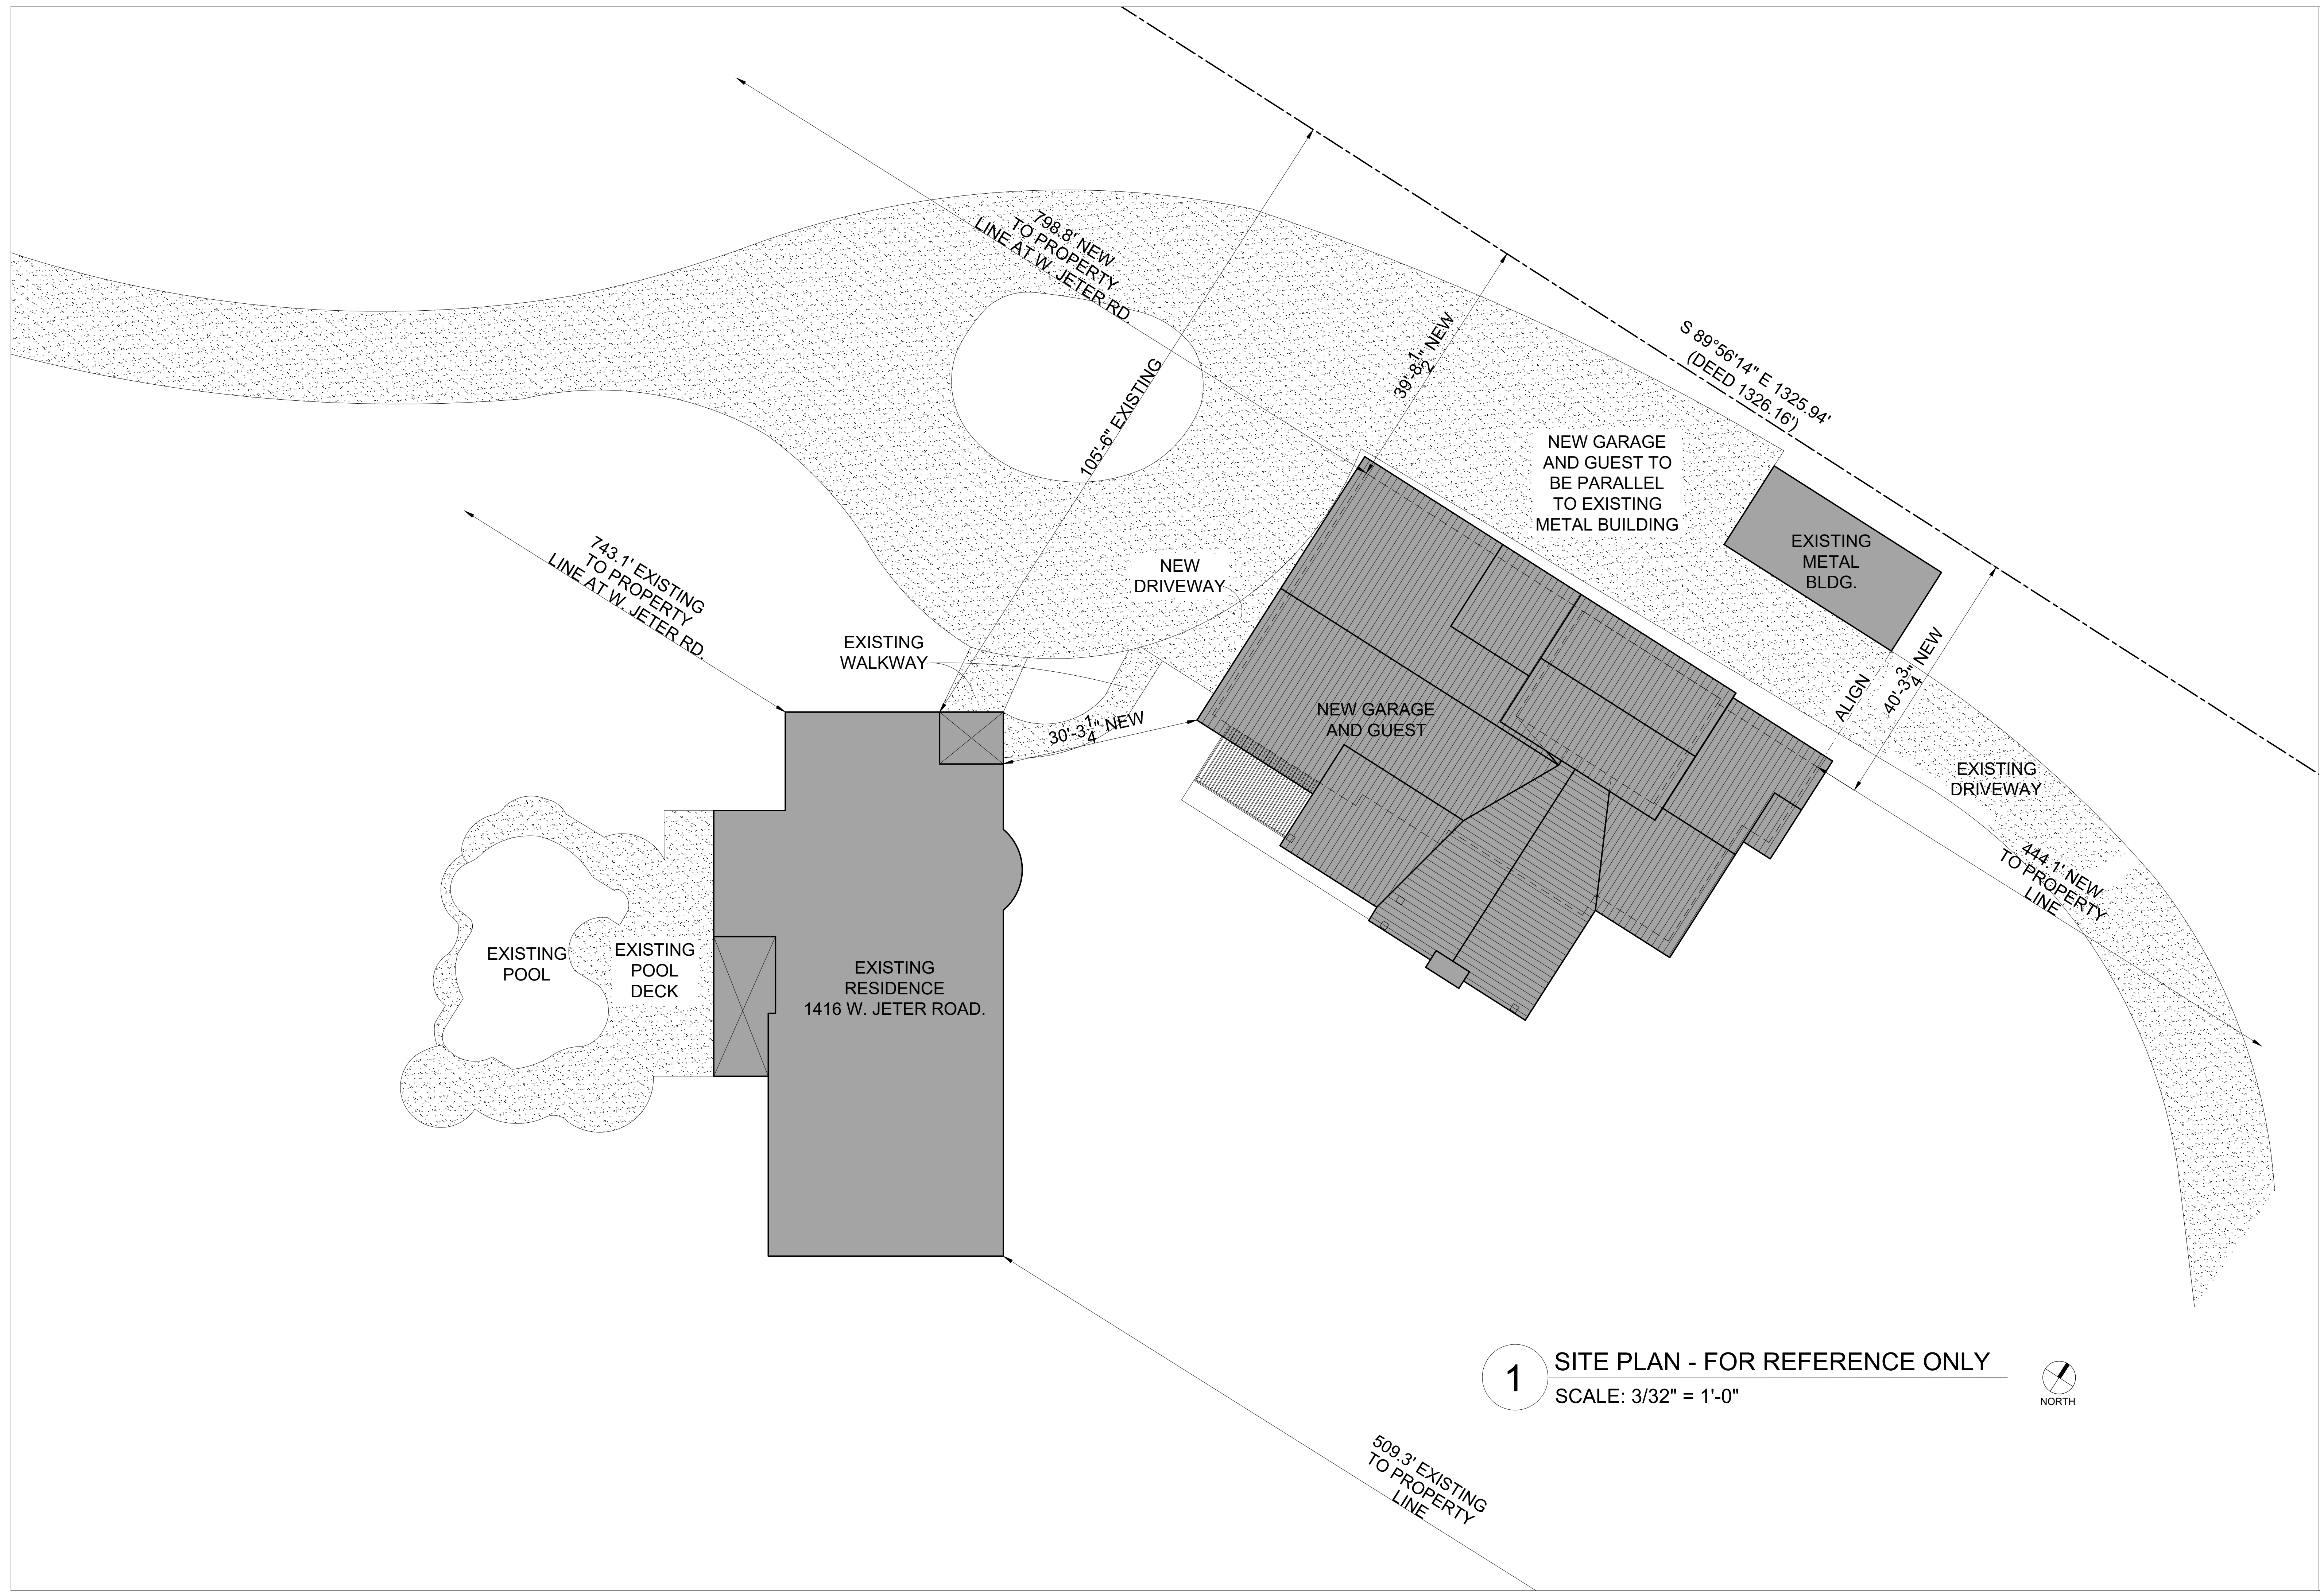 798.8' NEW
TO PROPERTY
LINE AT W. JETER RD.
105'-6" EXISTING
39'-8 1/2" NEW
S 89°56'14" E 1325.94'
(DEED 1326.16')
NEW GARAGE
AND GUEST TO
BE PARALLEL
TO EXISTING
METAL BUILDING
EXISTING
METAL
BLDG.
743.1' EXISTING
TO PROPERTY
LINE AT W. JETER RD.
NEW
DRIVEWAY
EXISTING
WALKWAY
30'-3 1/4" NEW
NEW GARAGE
AND GUEST
ALIGN
40'-3 3/4" NEW
EXISTING
DRIVEWAY
444.1' NEW
TO PROPERTY
LINE
EXISTING
POOL
EXISTING
POOL
DECK
EXISTING
RESIDENCE
1416 W. JETER ROAD.
1
SITE PLAN - FOR REFERENCE ONLY
SCALE: 3/32" = 1'-0"
NORTH
509.3' EXISTING
TO PROPERTY
LINE